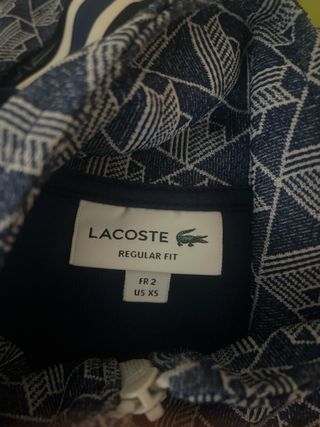 LACOSTE
REGULAR FIT
FR 2
US XS